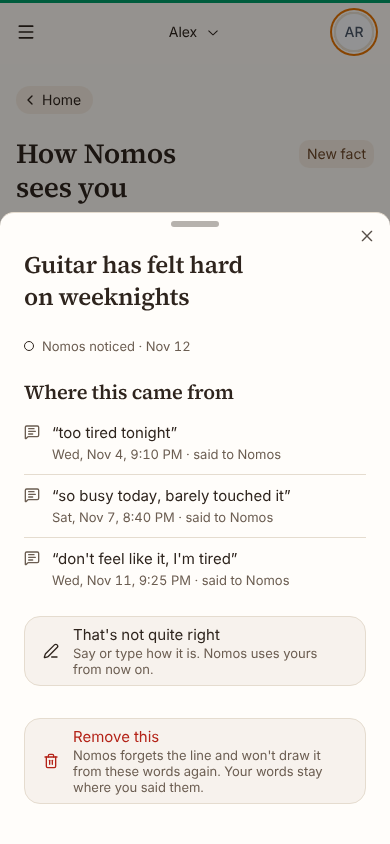 Alex
AR
Home
How Nomos
sees you
New fact
Guitar has felt hard
on weeknights
Nomos noticed · Nov 12
Where this came from
“too tired tonight”
Wed, Nov 4, 9:10 PM · said to Nomos
“so busy today, barely touched it”
Sat, Nov 7, 8:40 PM · said to Nomos
“don't feel like it, I'm tired”
Wed, Nov 11, 9:25 PM · said to Nomos
That's not quite right
Say or type how it is. Nomos uses yours
from now on.
Remove this
Nomos forgets the line and won't draw it
from these words again. Your words stay
where you said them.